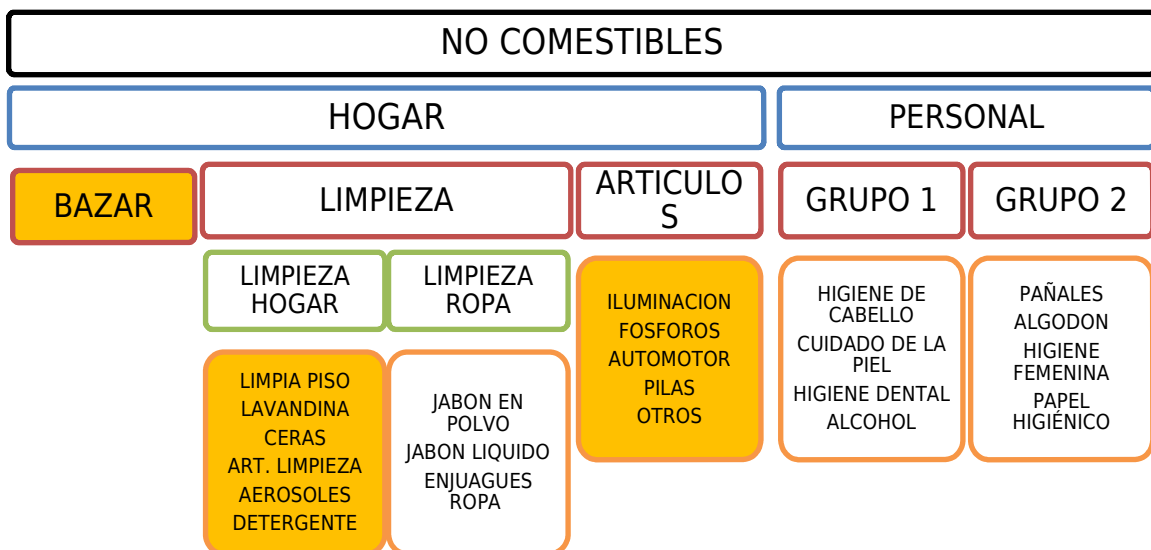 NO COMESTIBLES
HOGAR
PERSONAL
BAZAR
LIMPIEZA
ARTICULO
S
GRUPO 1
GRUPO 2
LIMPIEZA
HOGAR
LIMPIEZA
ROPA
LIMPIA PISO
LAVANDINA
CERAS
ART. LIMPIEZA
AEROSOLES
DETERGENTE
JABON EN
POLVO
JABON LIQUIDO
ENJUAGUES
ROPA
ILUMINACION
FOSFOROS
AUTOMOTOR
PILAS
OTROS
HIGIENE DE
CABELLO
CUIDADO DE LA
PIEL
HIGIENE DENTAL
ALCOHOL
PAÑALES
ALGODON
HIGIENE
FEMENINA
PAPEL
HIGIÉNICO